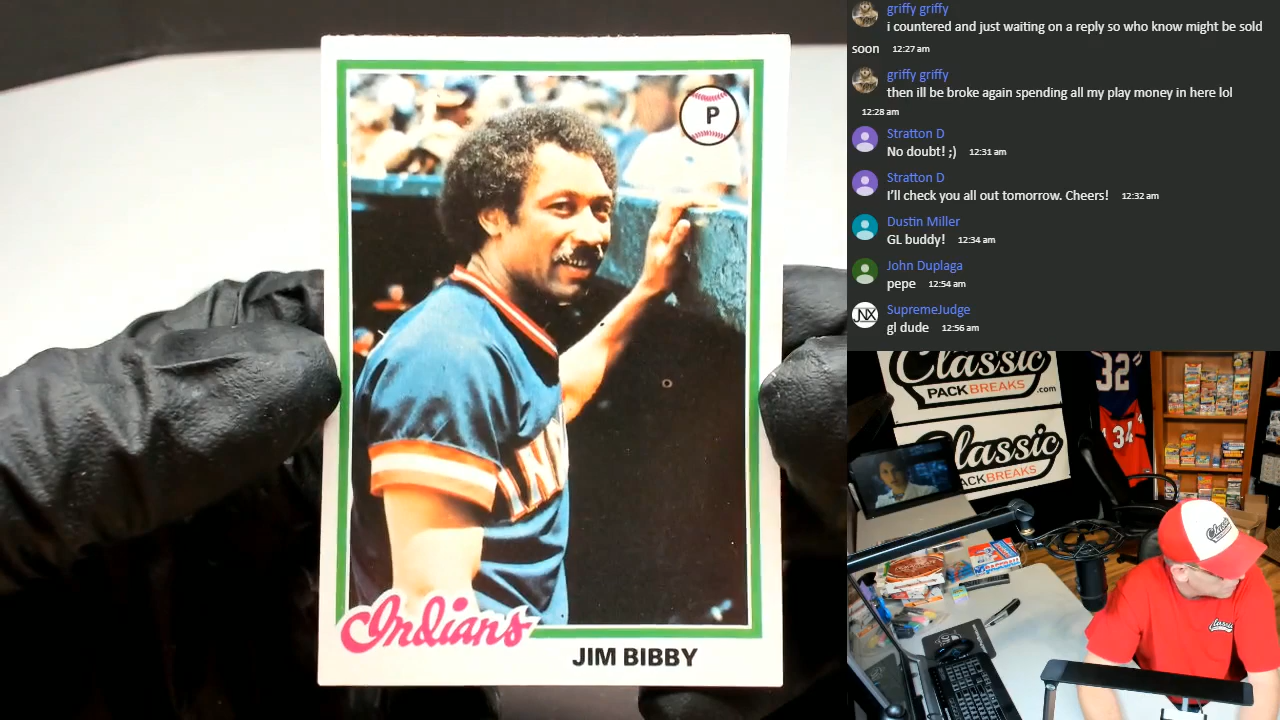 P
Indians
JIM BIBBY
griffy griffy
i countered and just waiting on a reply so who know might be sold
soon 12:27 am
griffy griffy
then ill be broke again spending all my play money in here lol
12:28 am
Stratton D
No doubt! ;) 12:31 am
Stratton D
I'll check you all out tomorrow. Cheers! 12:32 am
Dustin Miller
GL buddy! 12:34 am
John Duplaga
pepe 12:54 am
JNX
SupremeJudge
gl dude 12:56 am
Classic
PACKBREAKS.com
Classic
PACKBREAKS
32
34
Classic